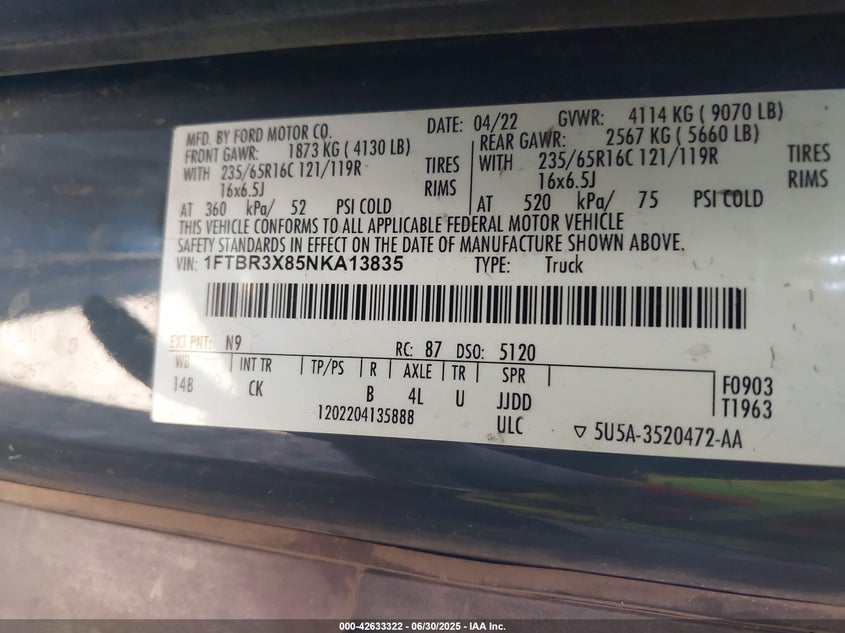 MFD. BY FORD MOTOR CO.
DATE: 04/22 GVWR: 4114 KG ( 9070 LB)
FRONT GAWR: 1873 KG ( 4130 LB)
REAR GAWR: 2567 KG ( 5660 LB)
WITH 235/65R16C 121/119R TIRES
WITH 235/65R16C 121/119R TIRES
16x6.5J RIMS
16x6.5J RIMS
AT 360 kPa/ 52 PSI COLD
AT 520 kPa/ 75 PSI COLD
THIS VEHICLE CONFORMS TO ALL APPLICABLE FEDERAL MOTOR VEHICLE
SAFETY STANDARDS IN EFFECT ON THE DATE OF MANUFACTURE SHOWN ABOVE.
VIN: 1FTBR3X85NKA13835 TYPE: Truck
EXT PNT: N9 RC: 87 DSO: 5120
WB INT TR TP/PS R AXLE TR SPR
148 CK B 4L U JJDD
F0903
T1963
1202204135888 ULC
5U5A-3520472-AA
000-42633322 - 06/30/2025 - IAA Inc.